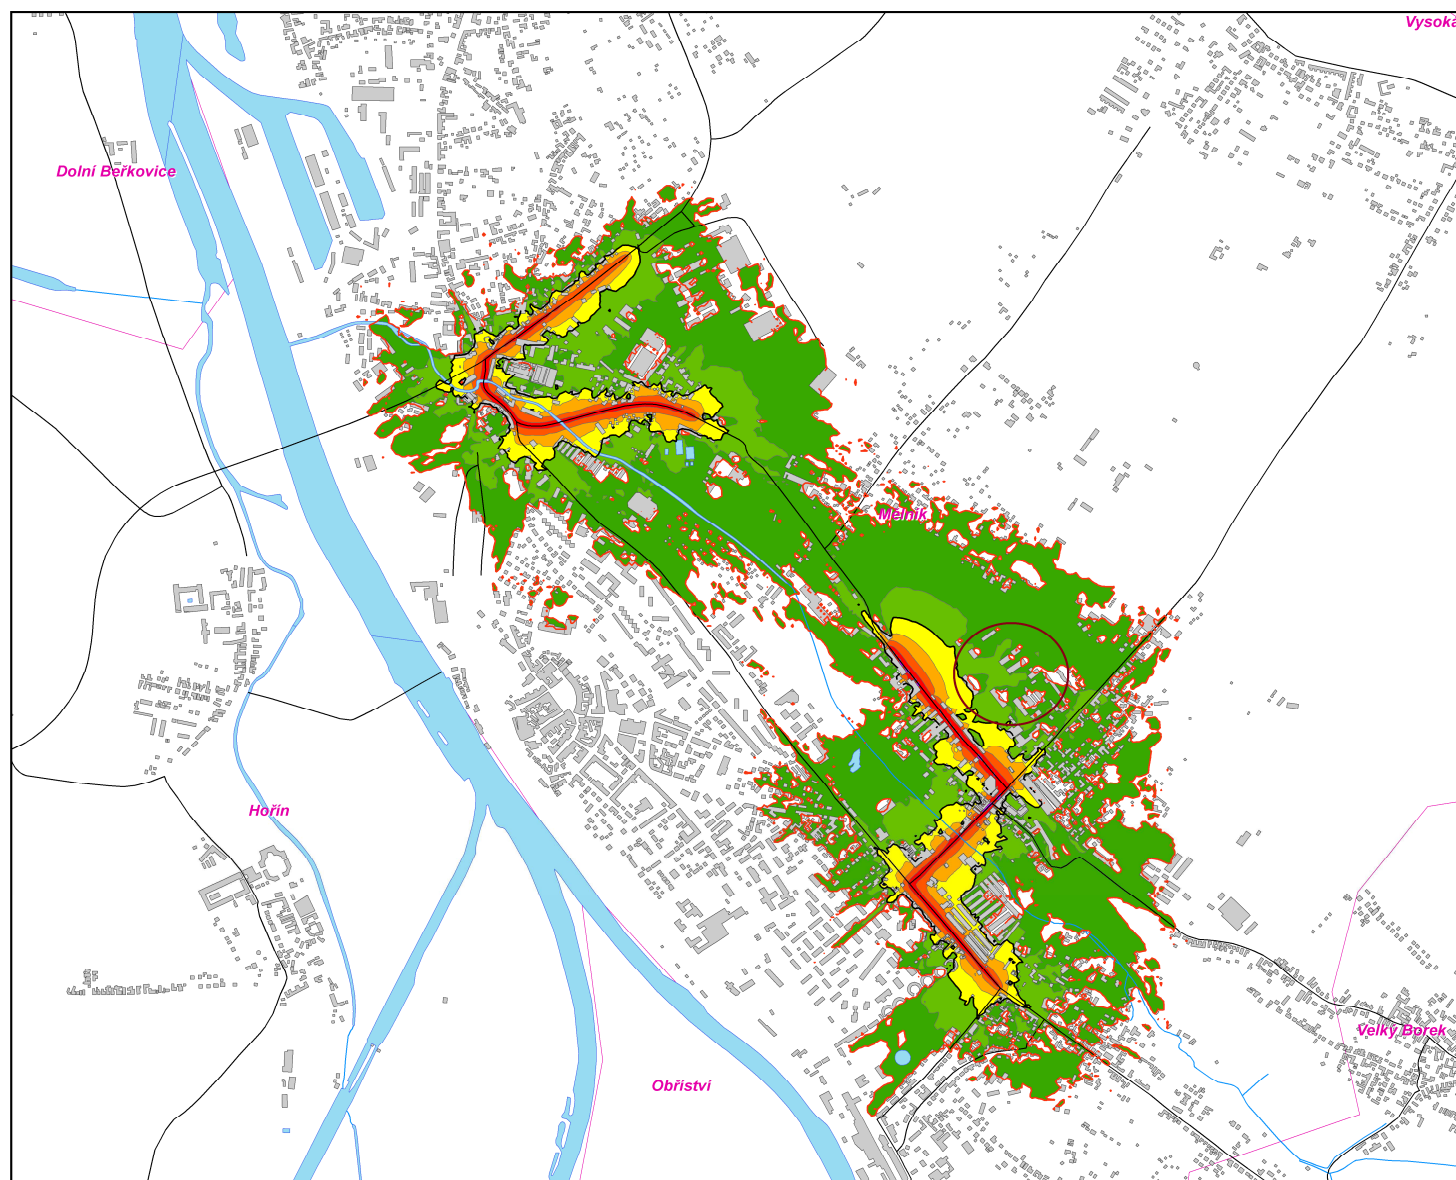 Vysoká
Dolní Beřkovice
Mělník
Hořín
Velký Borek
Obříství